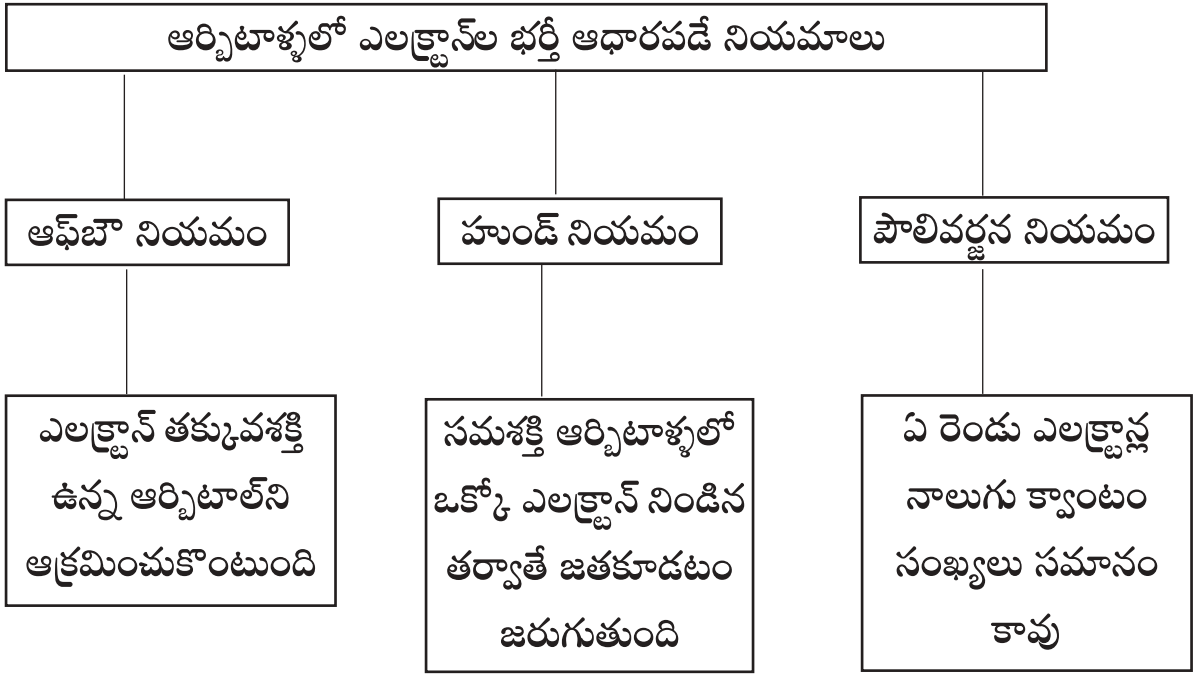 ఆర్బిటాళ్ళలో ఎలక్ట్రాన్‌ల భర్తీ ఆధారపడే నియమాలు
ఆఫ్‌బౌ నియమం
హుండ్ నియమం
పౌలివర్జన నియమం
ఎలక్ట్రాన్ తక్కువశక్తి
ఉన్న ఆర్బిటాల్‌ని
ఆక్రమించుకొంటుంది
సమశక్తి ఆర్బిటాళ్ళలో
ఒక్కో ఎలక్ట్రాన్ నిండిన
తర్వాతే జతకూడటం
జరుగుతుంది
ఏ రెండు ఎలక్ట్రాన్ల
నాలుగు క్వాంటం
సంఖ్యలు సమానం
కావు